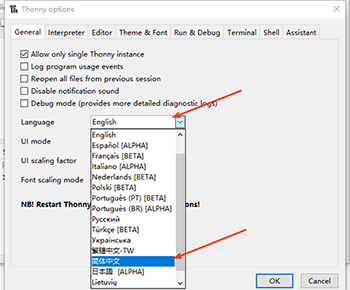 Thonny options
General Interpreter Editor Theme & Font Run & Debug Terminal Shell Assistant
Allow only single Thonny instance
Log program usage events
Reopen all files from previous session
Disable notification sound
Debug mode (provides more detailed diagnostic logs)
Language English
UI mode
UI scaling factor
Font scaling mode
English
Español [ALPHA]
Français [BETA]
Italiano [ALPHA]
Nederlands [BETA]
Polski [BETA]
Português (PT) [BETA]
Português (BR) [ALPHA]
Русский
Türkçe [BETA]
Українська
繁體中文-TW
简体中文
日本語 [ALPHA]
Lietuvių
NB! Restart Thonny ons!
OK Cancel